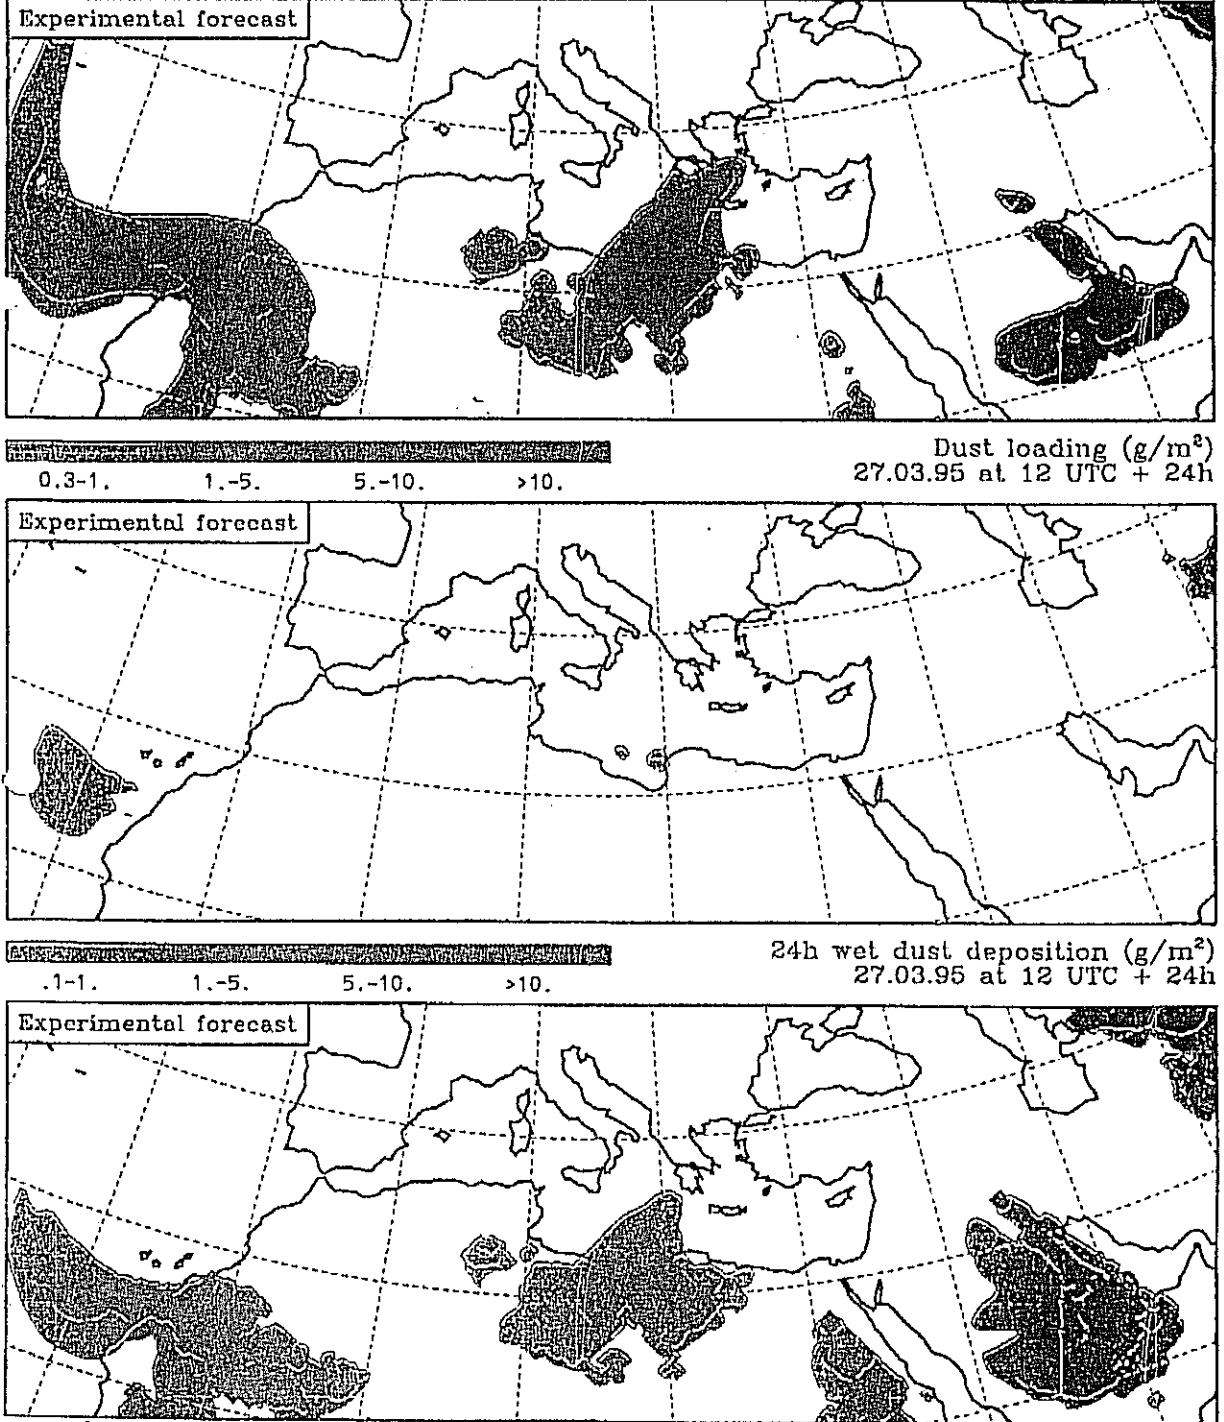 Experimental forecast
0.3-1. 1.-5. 5.-10. >10.
Dust loading (g/m²)
27.03.95 at 12 UTC + 24h
Experimental forecast
.1-1. 1.-5. 5.-10. >10.
24h wet dust deposition (g/m²)
27.03.95 at 12 UTC + 24h
Experimental forecast